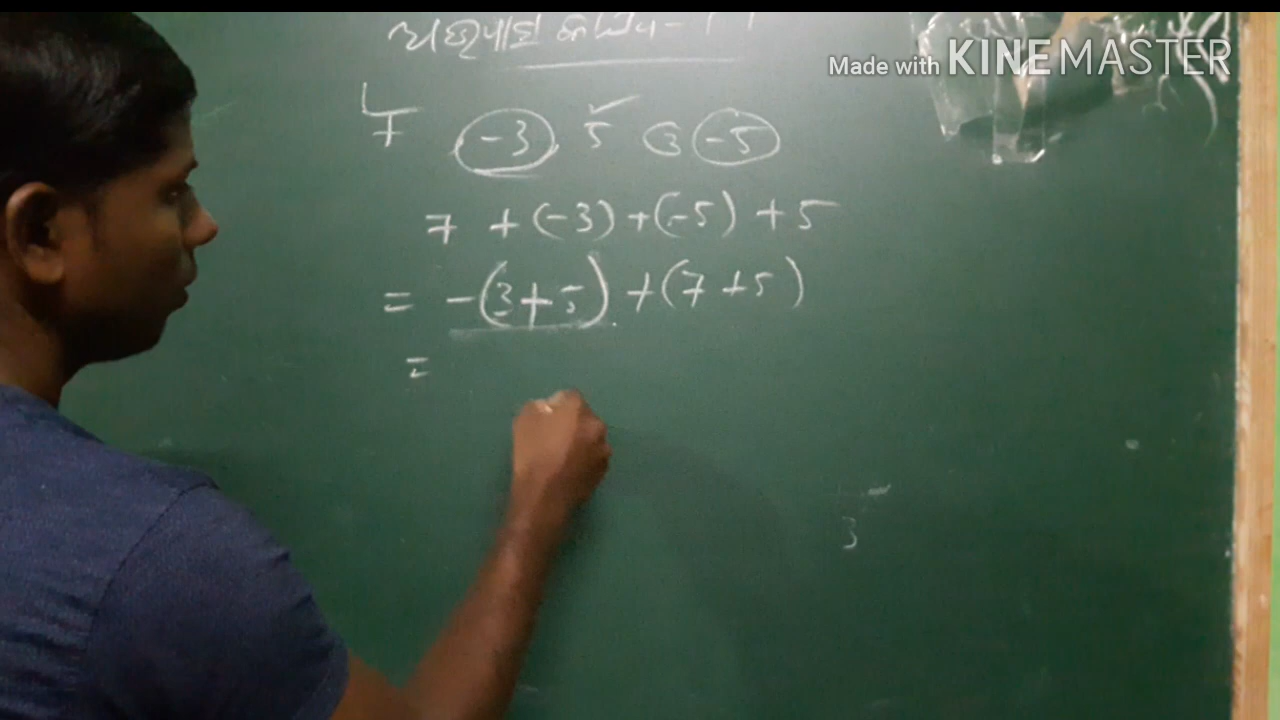 Made with KINEMASTER
7 -3, 5 ଓ -5
7 + (-3) + (-5) + 5
= -(3+5) + (7+5)
=
3